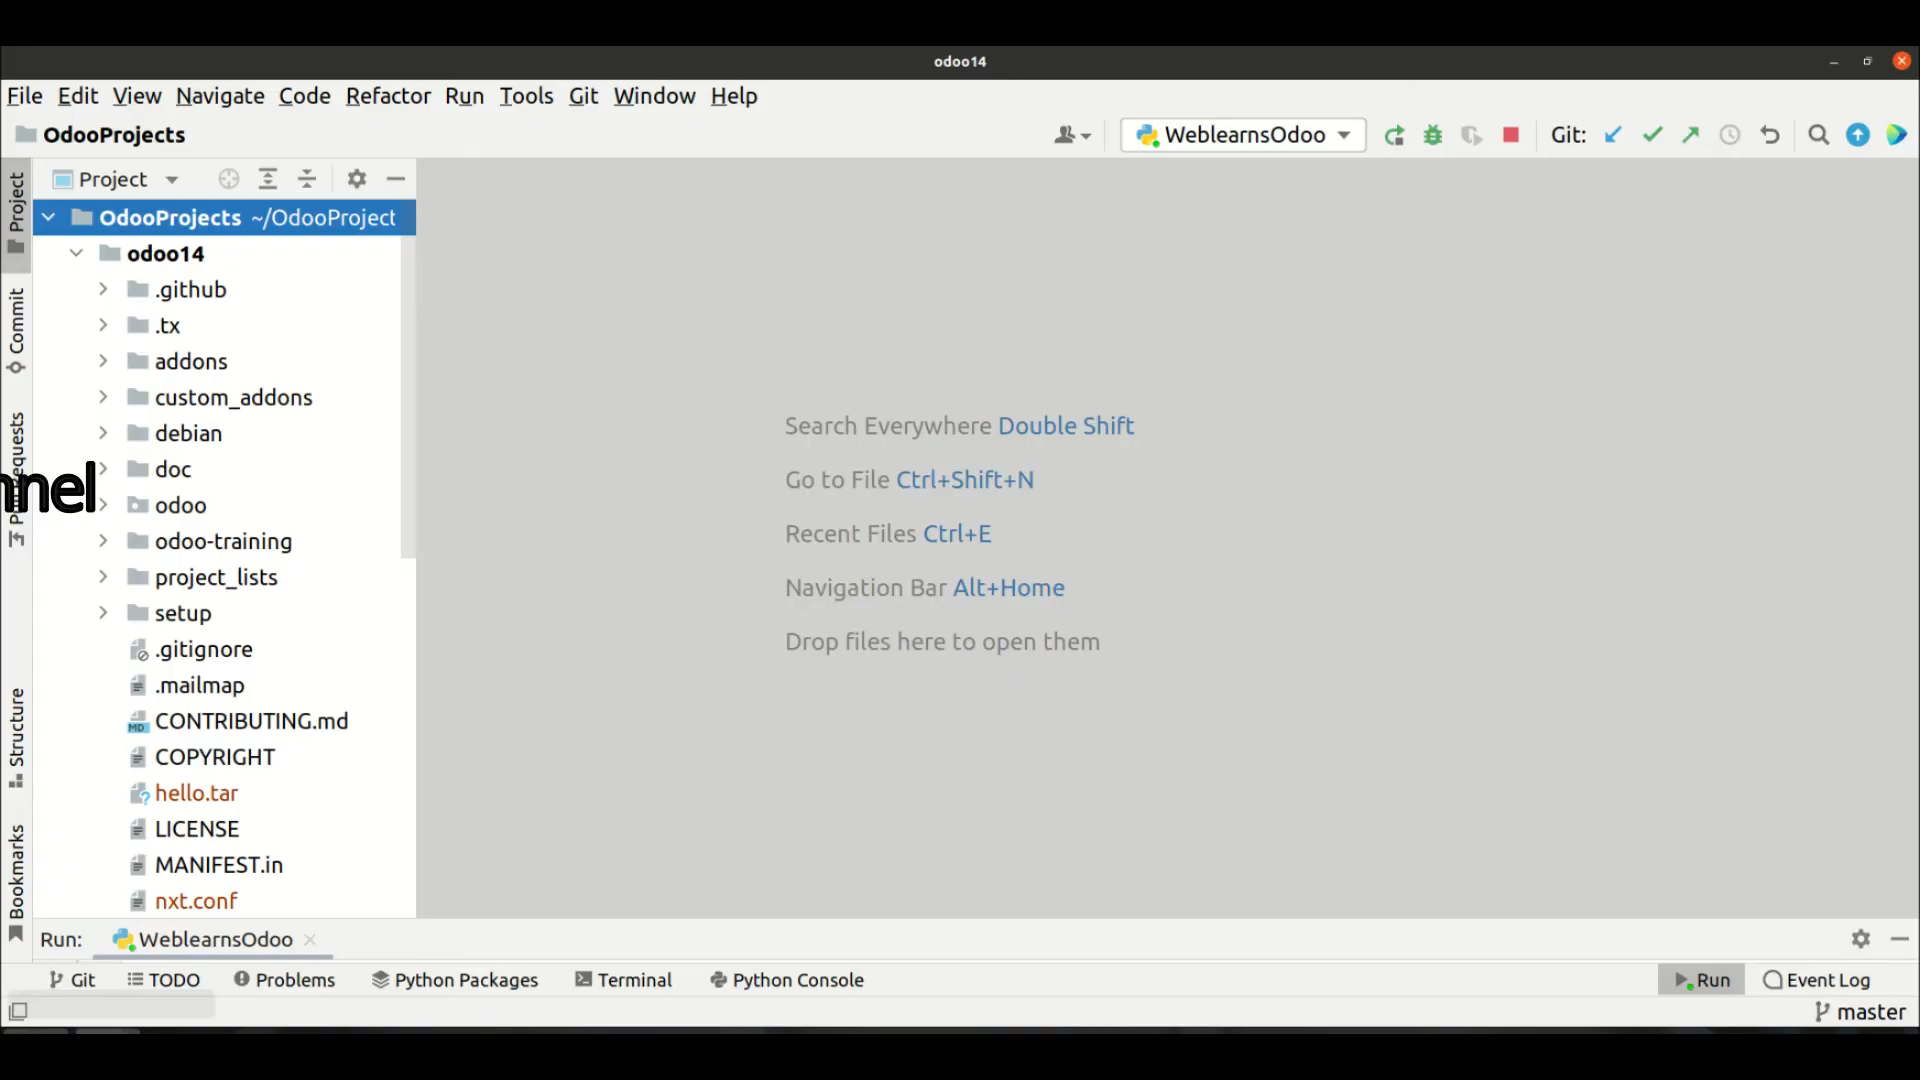 odoo14
File Edit View Navigate Code Refactor Run Tools Git Window Help
OdooProjects
WeblearnsOdoo
Git:
Project
Project
Commit
Structure
Bookmarks
OdooProjects ~/OdooProject
odoo14
.github
.tx
addons
custom_addons
debian
doc
odoo
odoo-training
project_lists
setup
.gitignore
.mailmap
CONTRIBUTING.md
COPYRIGHT
hello.tar
LICENSE
MANIFEST.in
nxt.conf
Search Everywhere Double Shift
Go to File Ctrl+Shift+N
Recent Files Ctrl+E
Navigation Bar Alt+Home
Drop files here to open them
Run: WeblearnsOdoo
Git TODO Problems Python Packages Terminal Python Console Run Event Log
master